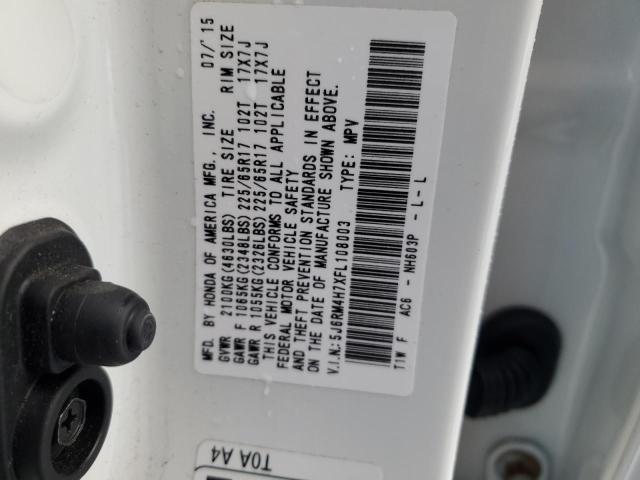 MFD. BY HONDA OF AMERICA MFG., INC. 07/'15
GVWR 2100KG(4630LBS) TIRE SIZE RIM SIZE
GAWR F 1065KG(2348LBS) 225/65R17 102T 17X7J
GAWR R 1055KG(2326LBS) 225/65R17 102T 17X7J
THIS VEHICLE CONFORMS TO ALL APPLICABLE
FEDERAL MOTOR VEHICLE SAFETY
AND THEFT PREVENTION STANDARDS IN EFFECT
ON THE DATE OF MANUFACTURE SHOWN ABOVE.
V.I.N.:5J6RM4H7XFL108003 TYPE: MPV
T1W F AC6 - NH603P - L- L
T0A A4